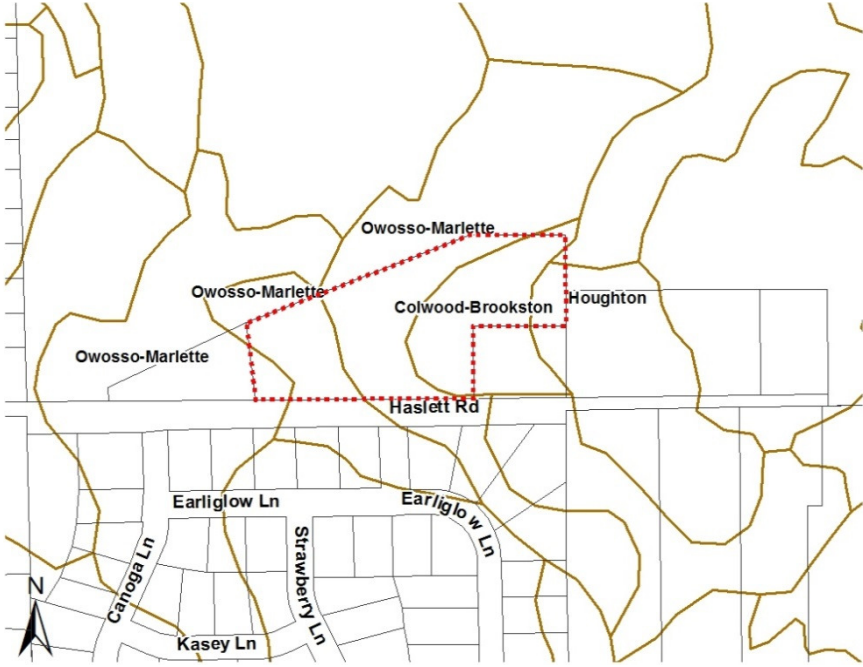 Owosso-Marlette
Owosso-Marlette
Colwood-Brookston
Houghton
Owosso-Marlette
Haslett Rd
Earliglow Ln
Earliglow Ln
Canoga Ln
Strawberry Ln
N
Kasey Ln